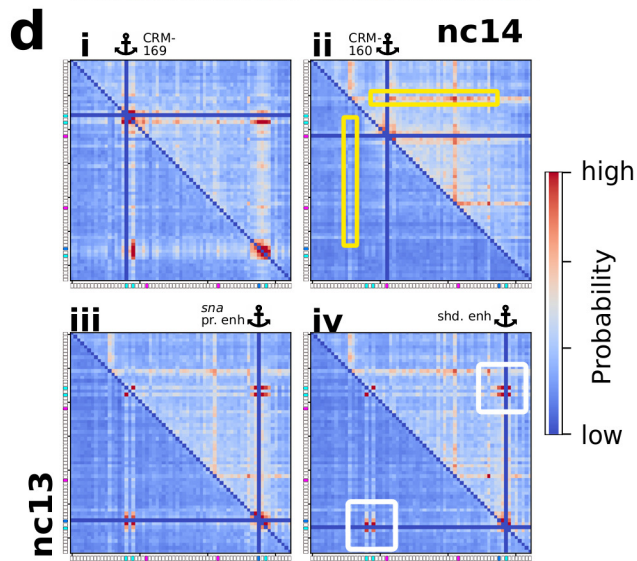 d
nc14
i
CRM-
169
ii
CRM-
160
high
Probability
low
iii
sna
pr. enh
iv
shd. enh
nc13